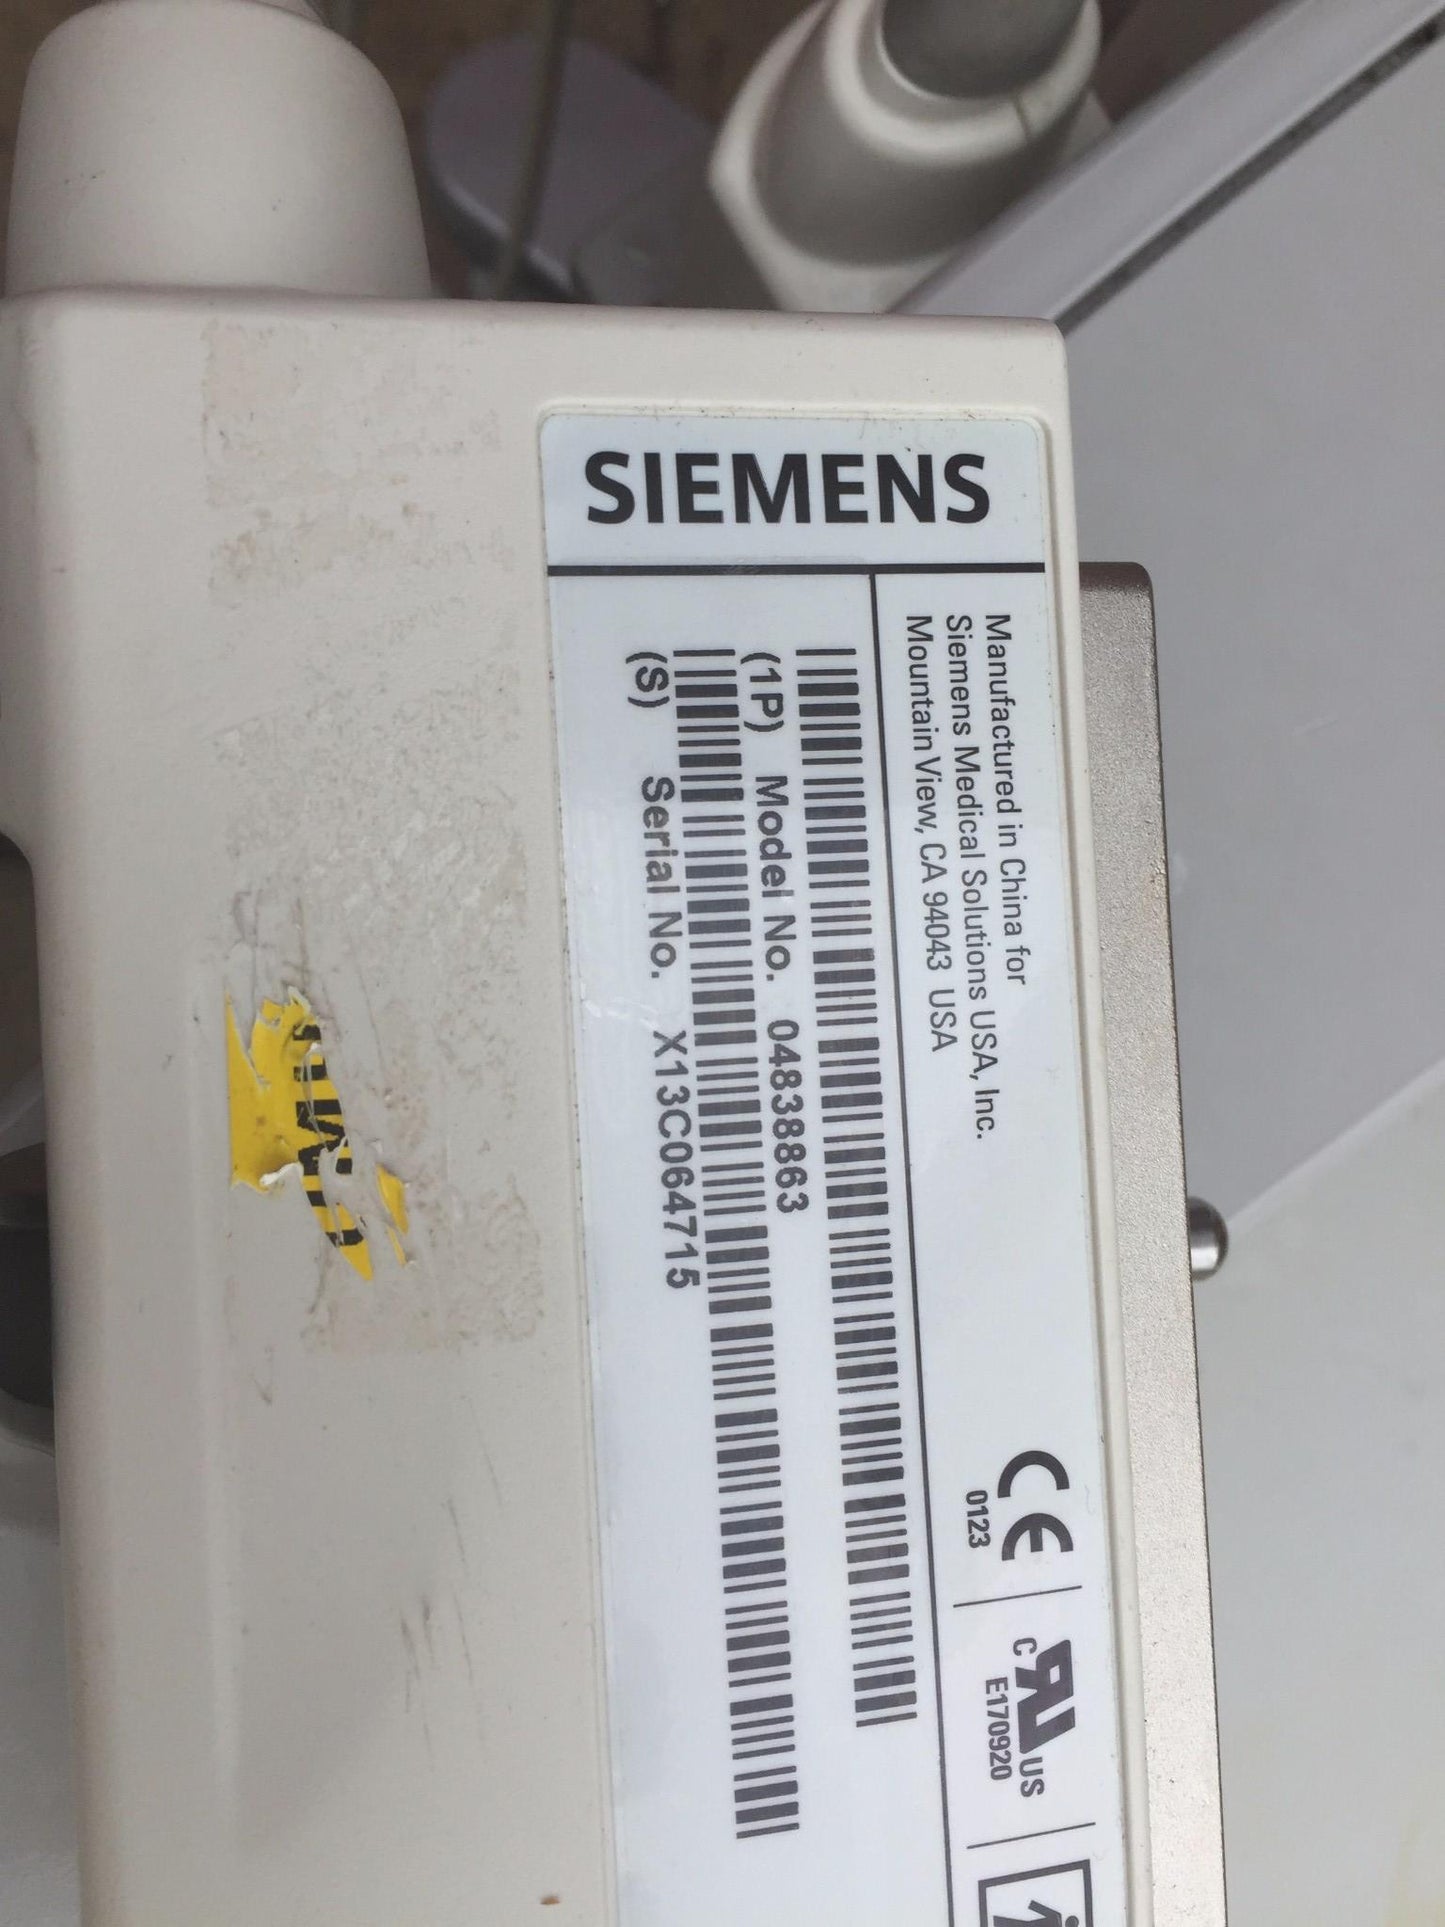 SIEMENS
Manufactured in China for
Siemens Medical Solutions USA, Inc.
Mountain View, CA 94043 USA
CE
0123
C UL US
E170920
(1P) Model No. 04838863
(S) Serial No. X13C064715